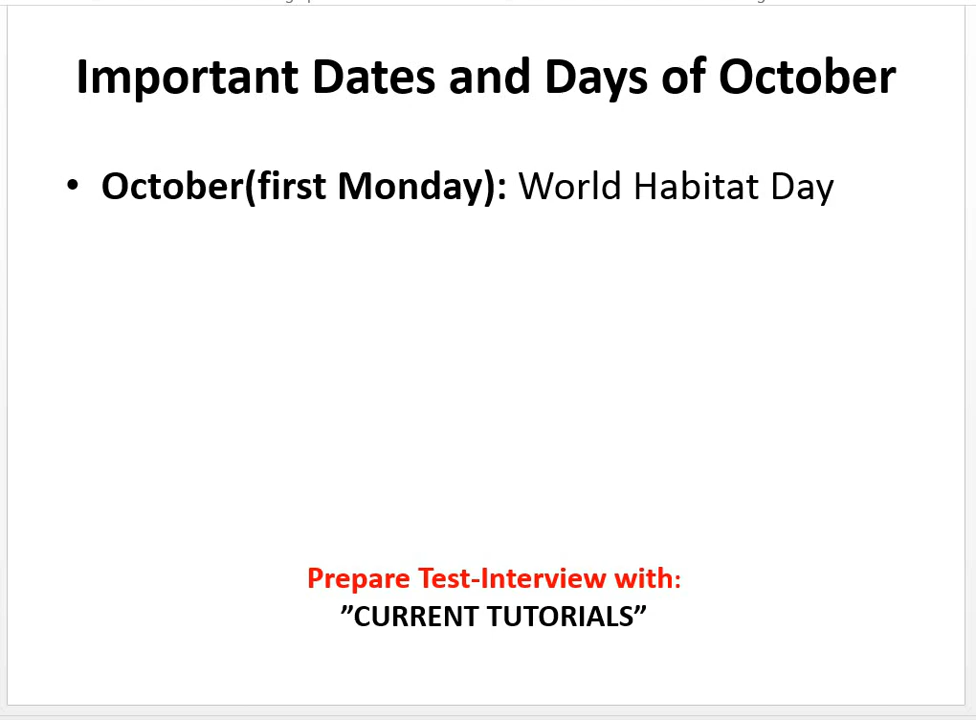 Important Dates and Days of October
• October(first Monday): World Habitat Day
Prepare Test-Interview with:
”CURRENT TUTORIALS”